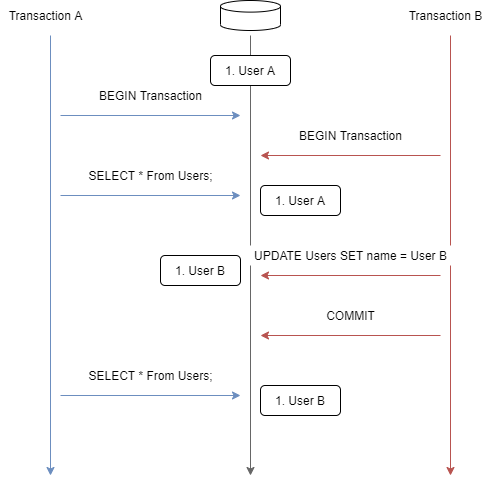 Transaction A
Transaction B
1. User A
BEGIN Transaction
BEGIN Transaction
SELECT * From Users;
1. User A
UPDATE Users SET name = User B
1. User B
COMMIT
SELECT * From Users;
1. User B